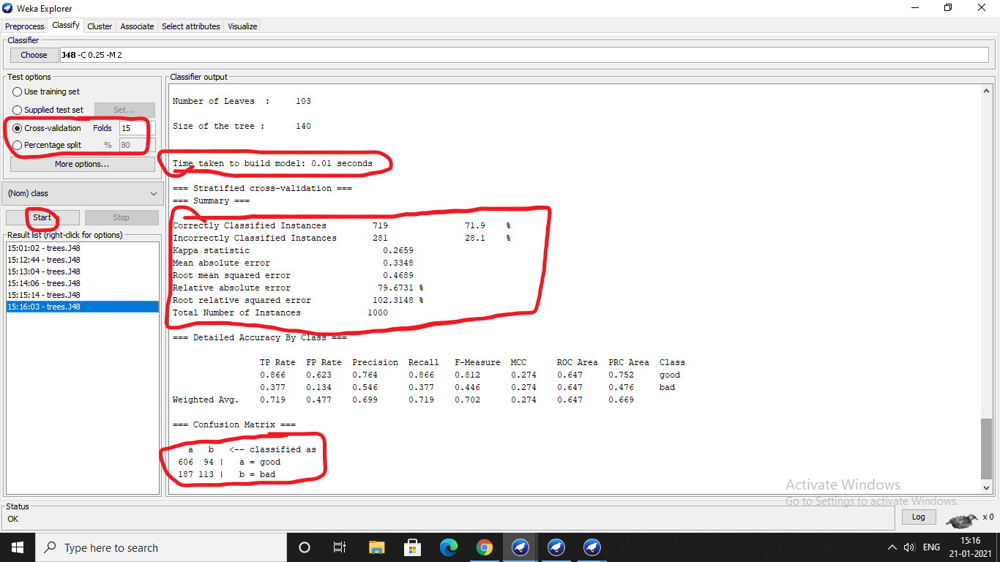 Weka Explorer
Preprocess Classify Cluster Associate Select attributes Visualize
Classifier
Choose J48 -C 0.25 -M 2
Test options
Use training set
Supplied test set Set...
Cross-validation Folds 15
Percentage split % 80
More options...
(Nom) class
Start Stop
Result list (right-click for options)
15:01:02 - trees.J48
15:12:44 - trees.J48
15:13:04 - trees.J48
15:14:06 - trees.J48
15:15:14 - trees.J48
15:16:03 - trees.J48
Classifier output
Number of Leaves : 103
Size of the tree : 140
Time taken to build model: 0.01 seconds
=== Stratified cross-validation ===
=== Summary ===
Correctly Classified Instances 719 71.9 %
Incorrectly Classified Instances 281 28.1 %
Kappa statistic 0.2659
Mean absolute error 0.3348
Root mean squared error 0.4689
Relative absolute error 79.6731 %
Root relative squared error 102.3148 %
Total Number of Instances 1000
=== Detailed Accuracy By Class ===
TP Rate FP Rate Precision Recall F-Measure MCC ROC Area PRC Area Class
0.866 0.623 0.764 0.866 0.812 0.274 0.647 0.752 good
0.377 0.134 0.546 0.377 0.446 0.274 0.647 0.476 bad
Weighted Avg. 0.719 0.477 0.699 0.719 0.702 0.274 0.647 0.669
=== Confusion Matrix ===
a b <-- classified as
606 94 | a = good
187 113 | b = bad
Activate Windows
Go to Settings to activate Windows.
Status
OK
Log x 0
Type here to search
ENG
15:16
21-01-2021